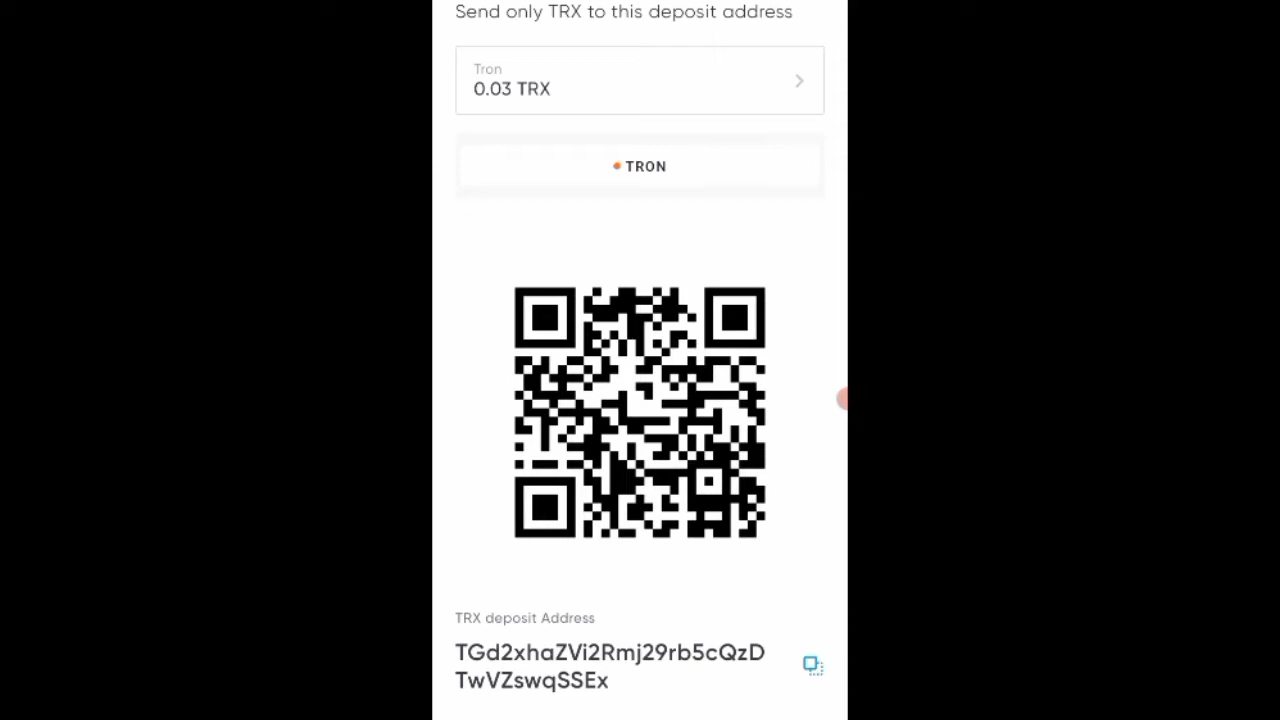 Send only TRX to this deposit address
Tron
0.03 TRX
TRON
TRX deposit Address
TGd2xhaZVi2Rmj29rb5cQzD
TwVZswqSSEx